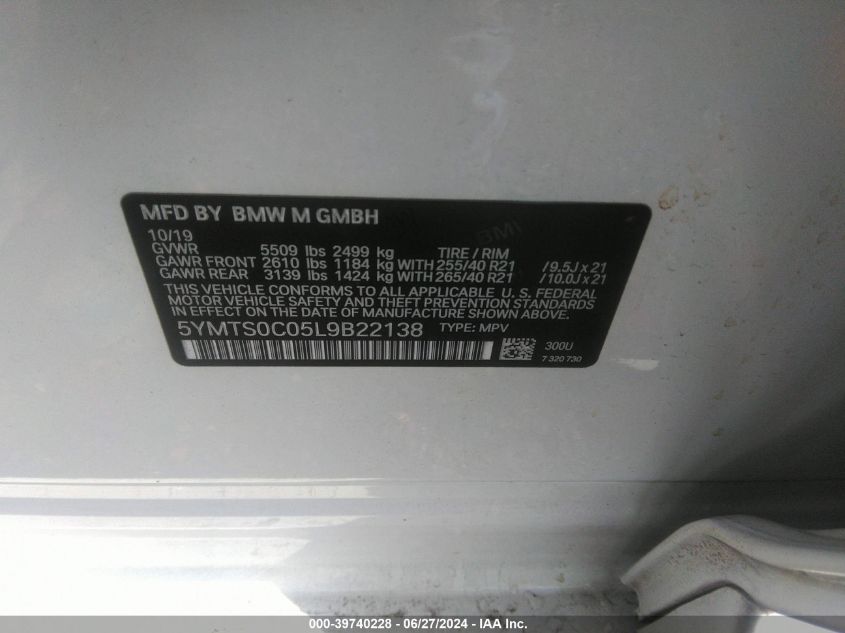 MFD BY BMW M GMBH
10/19
GVWR 5509 lbs 2499 kg TIRE / RIM
GAWR FRONT 2610 lbs 1184 kg WITH 255/40 R21 /9.5J x 21
GAWR REAR 3139 lbs 1424 kg WITH 265/40 R21 /10.0J x 21
THIS VEHICLE CONFORMS TO ALL APPLICABLE U. S. FEDERAL
MOTOR VEHICLE SAFETY AND THEFT PREVENTION STANDARDS
IN EFFECT ON THE DATE OF MANUFACTURE SHOWN ABOVE.
5YMTS0C05L9B22138 TYPE: MPV
300U
7 320 730
000-39740228 - 06/27/2024 - IAA Inc.